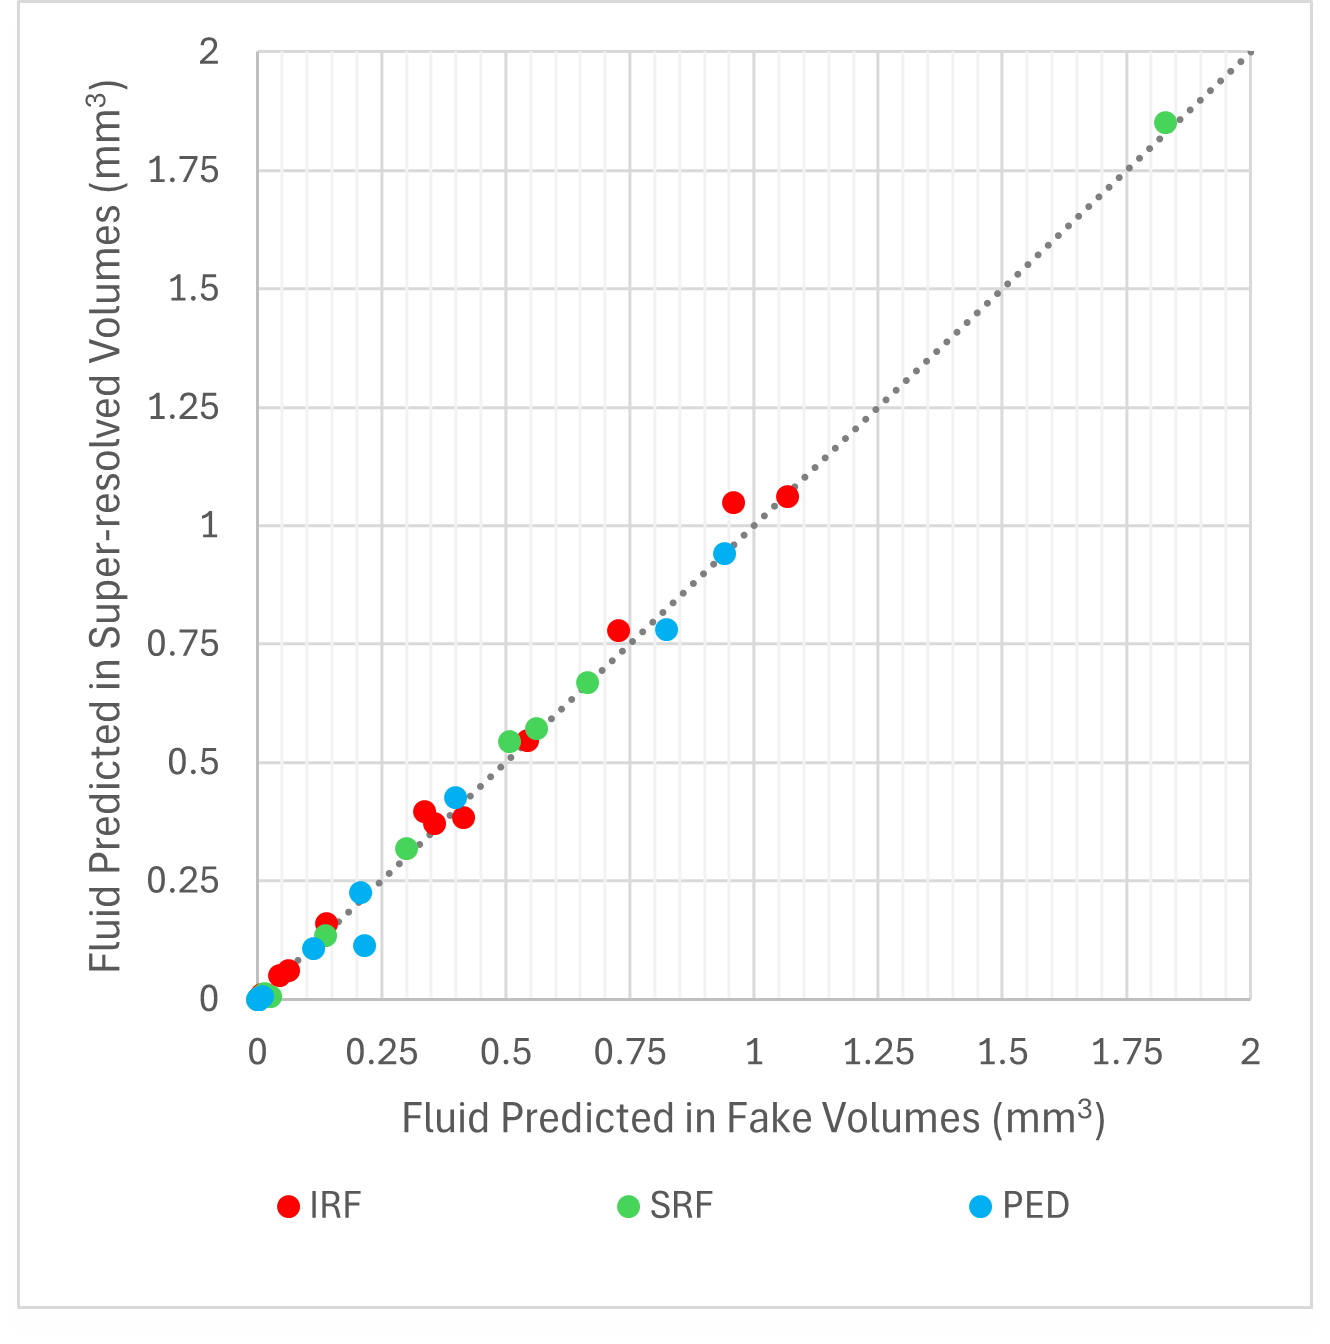 Fluid Predicted in Super-resolved Volumes (mm³)
2
1.75
1.5
1.25
1
0.75
0.5
0.25
0
0 0.25 0.5 0.75 1 1.25 1.5 1.75 2
Fluid Predicted in Fake Volumes (mm³)
IRF SRF PED